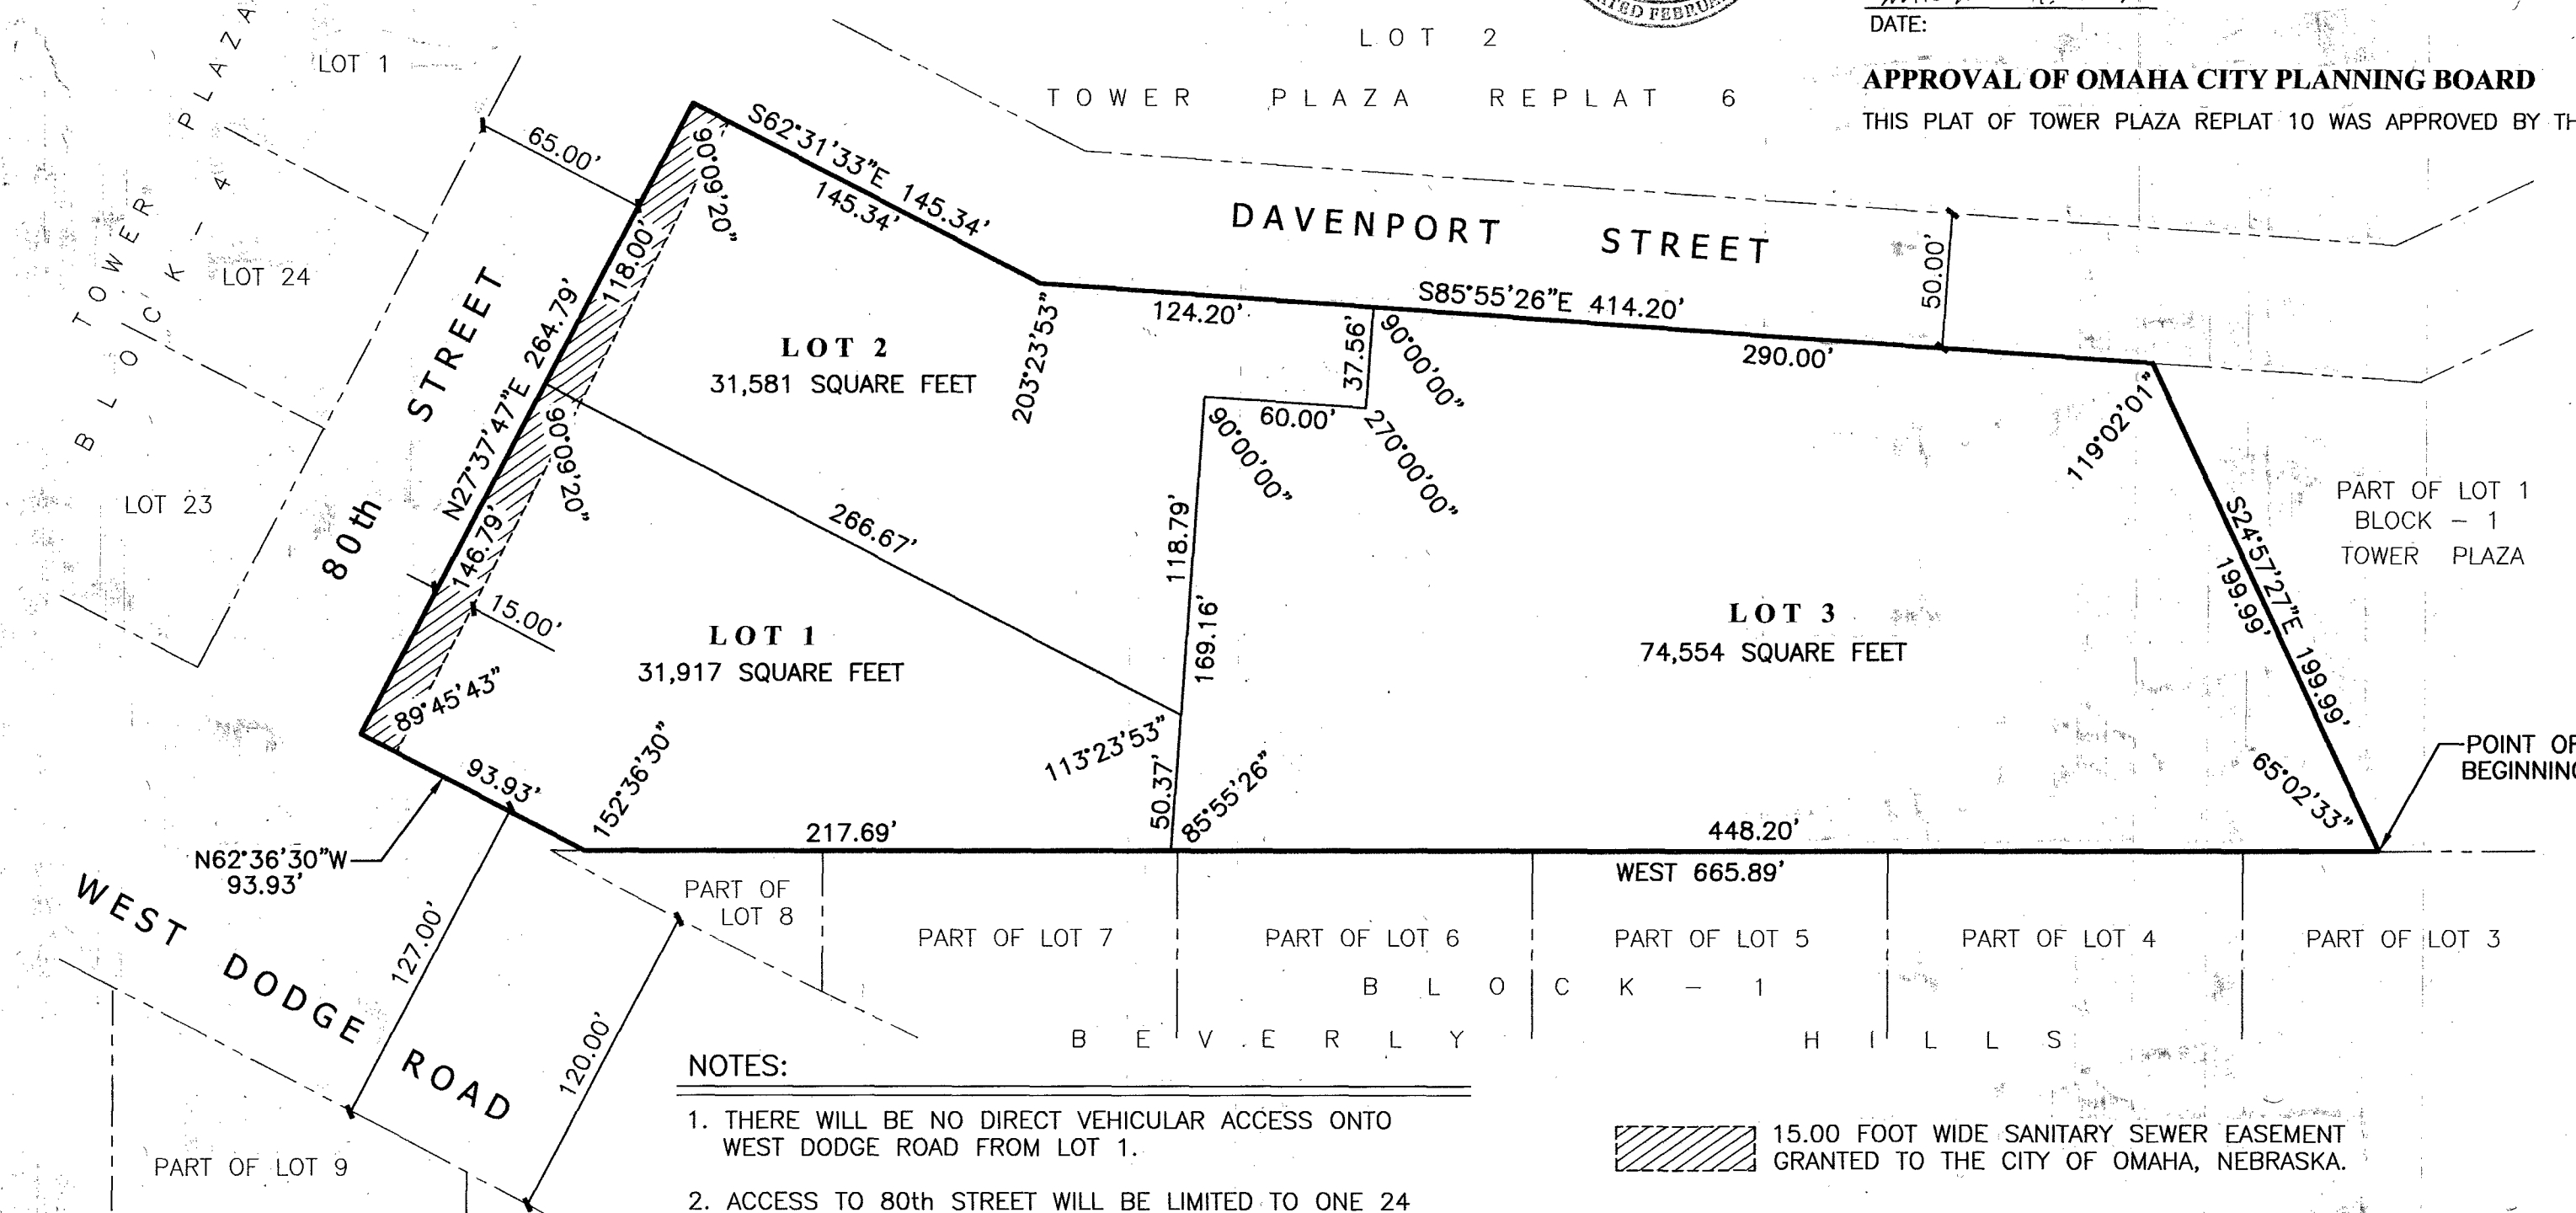 TED FEBRUA
DATE:
APPROVAL OF OMAHA CITY PLANNING BOARD
THIS PLAT OF TOWER PLAZA REPLAT 10 WAS APPROVED BY TH
LOT 2
TOWER PLAZA REPLAT 6
LOT 1
TOWER PLAZA
BLOCK - 4
LOT 24
LOT 23
65.00'
S62°31'33"E 145.34'
145.34'
90°09'20"
118.00'
N27°37'47"E 264.79'
80th STREET
DAVENPORT STREET
50.00'
S85°55'26"E 414.20'
124.20'
290.00'
37.56'
90°00'00"
203°23'53"
LOT 2
31,581 SQUARE FEET
60.00'
90°00'00"
270°00'00"
119°02'01"
90°09'20"
146.79'
266.67'
118.79'
169.16'
PART OF LOT 1
BLOCK - 1
TOWER PLAZA
S24°57'27"E 199.99'
199.99'
15.00'
LOT 1
31,917 SQUARE FEET
LOT 3
74,554 SQUARE FEET
89°45'43"
93.93'
152°36'30"
113°23'53"
50.37'
85°55'26"
65°02'33"
POINT OF
BEGINNING
217.69'
448.20'
WEST 665.89'
N62°36'30"W
93.93'
WEST DODGE ROAD
127.00'
120.00'
PART OF
LOT 8
PART OF LOT 7
PART OF LOT 6
PART OF LOT 5
PART OF LOT 4
PART OF LOT 3
BLOCK - 1
BEVERLY HILLS
PART OF LOT 9
NOTES:
1. THERE WILL BE NO DIRECT VEHICULAR ACCESS ONTO
WEST DODGE ROAD FROM LOT 1.
2. ACCESS TO 80th STREET WILL BE LIMITED TO ONE 24
15.00 FOOT WIDE SANITARY SEWER EASEMENT
GRANTED TO THE CITY OF OMAHA, NEBRASKA.